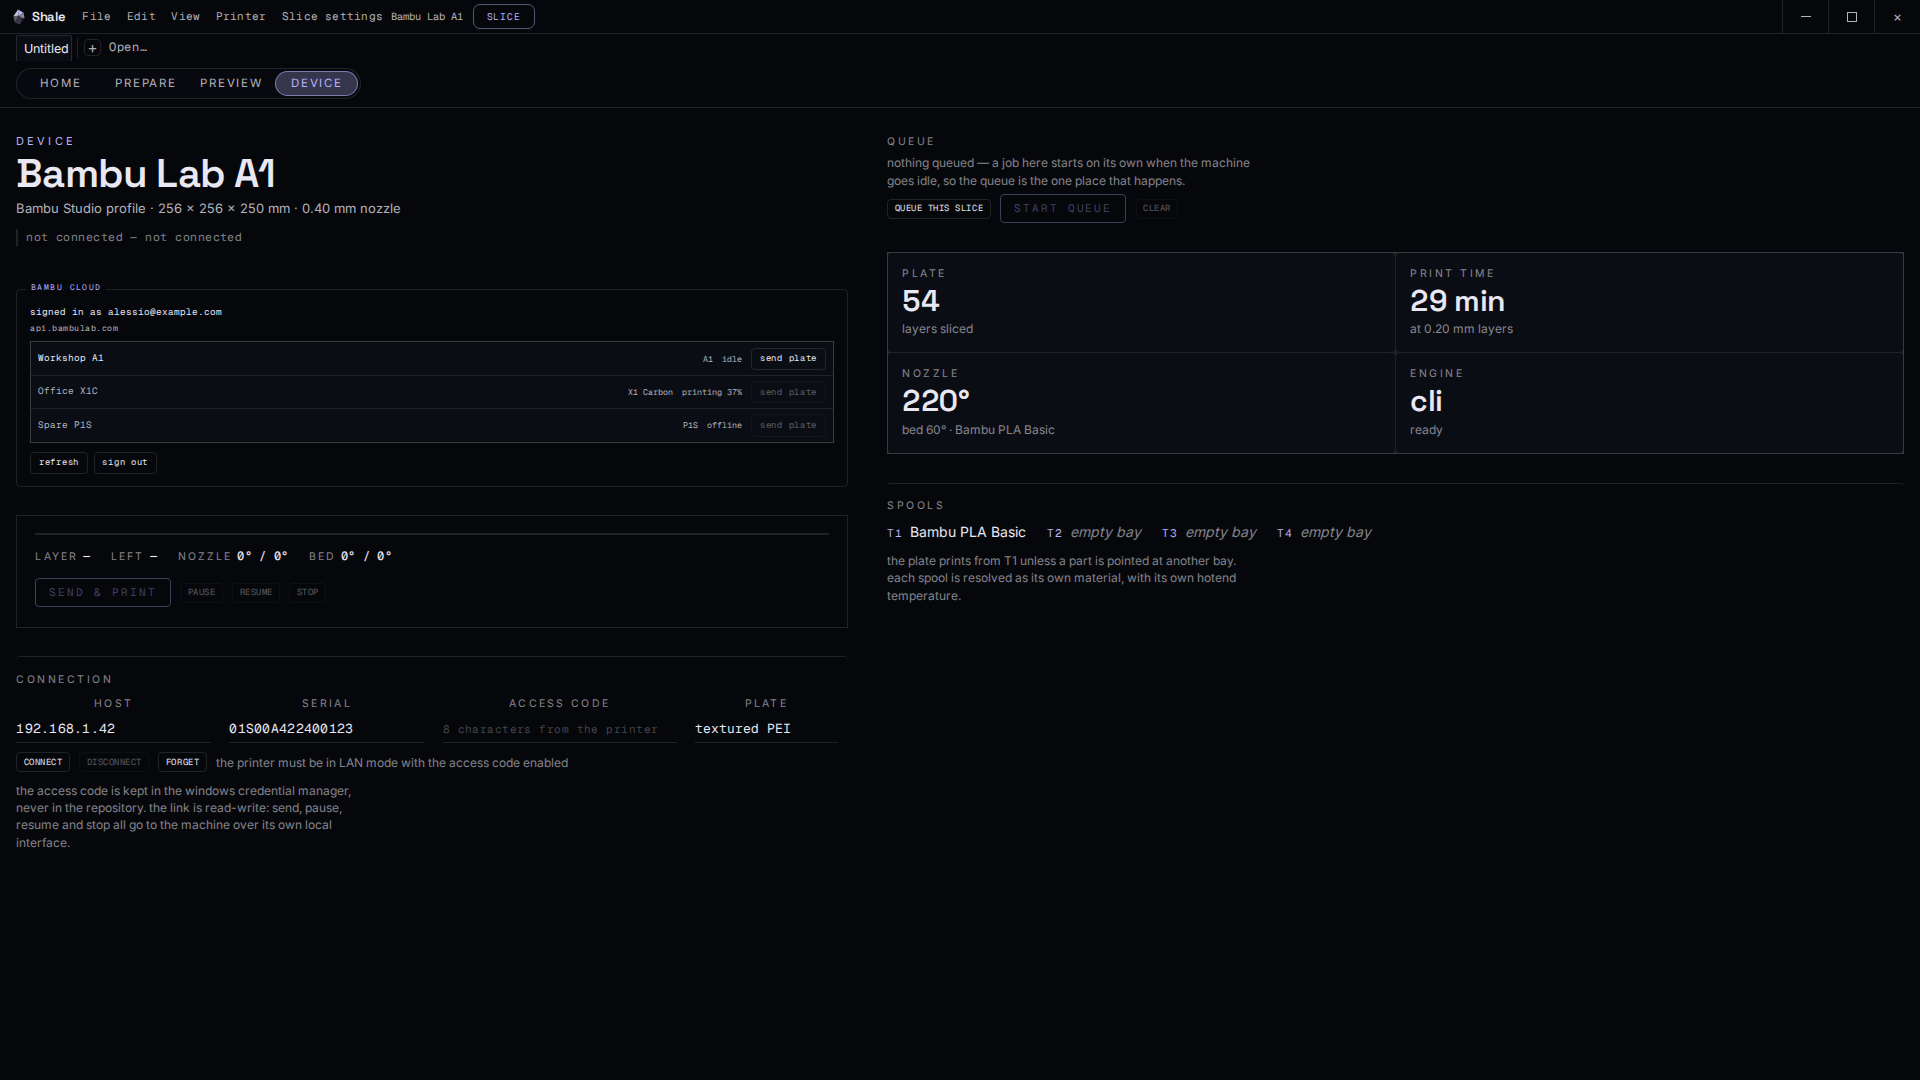 Shale File Edit View Printer Slice settings Bambu Lab A1 SLICE
Untitled + Open…
HOME PREPARE PREVIEW DEVICE
DEVICE
Bambu Lab A1
Bambu Studio profile · 256 × 256 × 250 mm · 0.40 mm nozzle
not connected — not connected
BAMBU CLOUD
signed in as alessio@example.com
api.bambulab.com
Workshop A1 A1 idle send plate
Office X1C X1 Carbon printing 37% send plate
Spare P1S P1S offline send plate
refresh sign out
LAYER — LEFT — NOZZLE 0° / 0° BED 0° / 0°
SEND & PRINT PAUSE RESUME STOP
CONNECTION
HOST SERIAL ACCESS CODE PLATE
192.168.1.42 01S00A422400123 8 characters from the printer textured PEI
CONNECT DISCONNECT FORGET the printer must be in LAN mode with the access code enabled
the access code is kept in the windows credential manager,
never in the repository. the link is read-write: send, pause,
resume and stop all go to the machine over its own local
interface.
QUEUE
nothing queued — a job here starts on its own when the machine
goes idle, so the queue is the one place that happens.
QUEUE THIS SLICE START QUEUE CLEAR
PLATE
54
layers sliced
PRINT TIME
29 min
at 0.20 mm layers
NOZZLE
220°
bed 60° · Bambu PLA Basic
ENGINE
cli
ready
SPOOLS
T1 Bambu PLA Basic T2 empty bay T3 empty bay T4 empty bay
the plate prints from T1 unless a part is pointed at another bay.
each spool is resolved as its own material, with its own hotend
temperature.